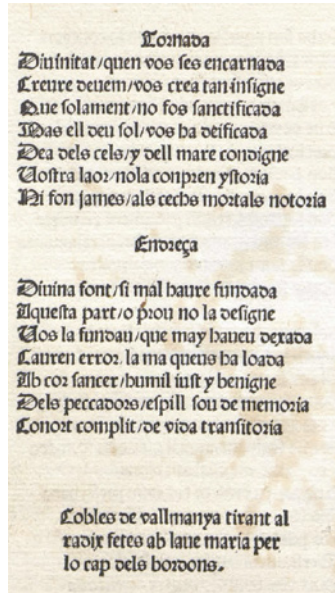 Tornada
Diuinitat/quen vos ses encarnada
Creure deuem/vos crea tan insigne
Que solament/no fos sanctificada
Mas ell deu sol/vos ha deificada
Dea dels cels/y dell mare condigne
Uostra laor/nola conpren ystoria
Ni fon james/als cechs mortals notoria
Endreça
Diuina font/si mal haure fundada
Aquesta part/o prou no la designe
Uos la fundau/que may haueu dexada
Lauren error. la ma queus ha loada
Ab cor sancer/humil iust y benigne
Dels peccadors/espill sou de memoria
Conort complit/de vida transitoria
Cobles de vallmanya tirant al
radix fetes ab laue maria per
lo cap dels bordons.